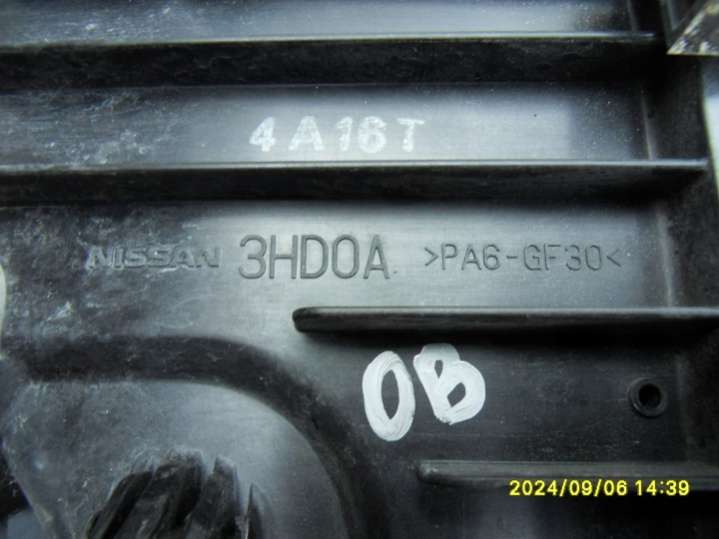 4A16T
NISSAN 3HD0A >PA6-GF30<
0B
2024/09/06 14:39